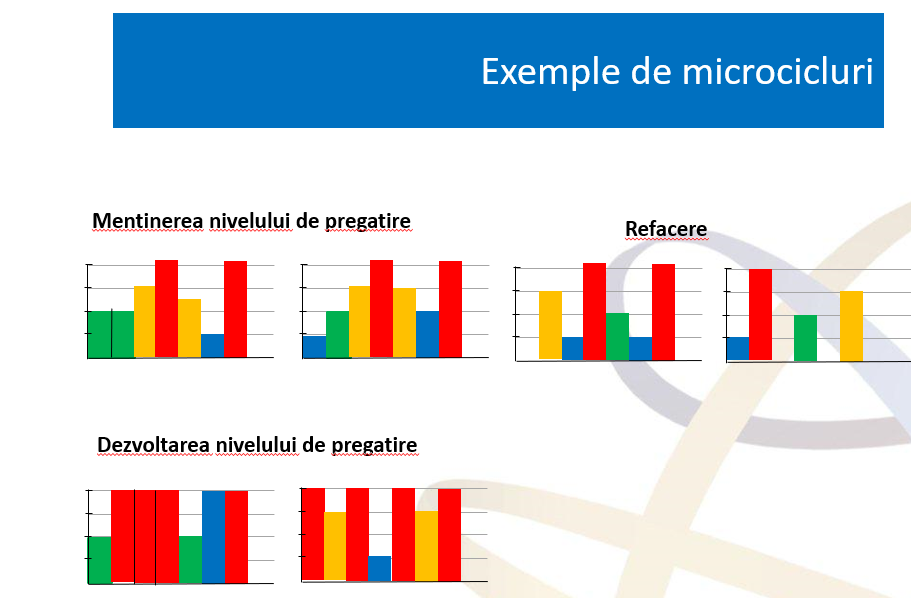 Exemple de microcicluri
Mentinerea nivelului de pregatire
Refacere
Dezvoltarea nivelului de pregatire